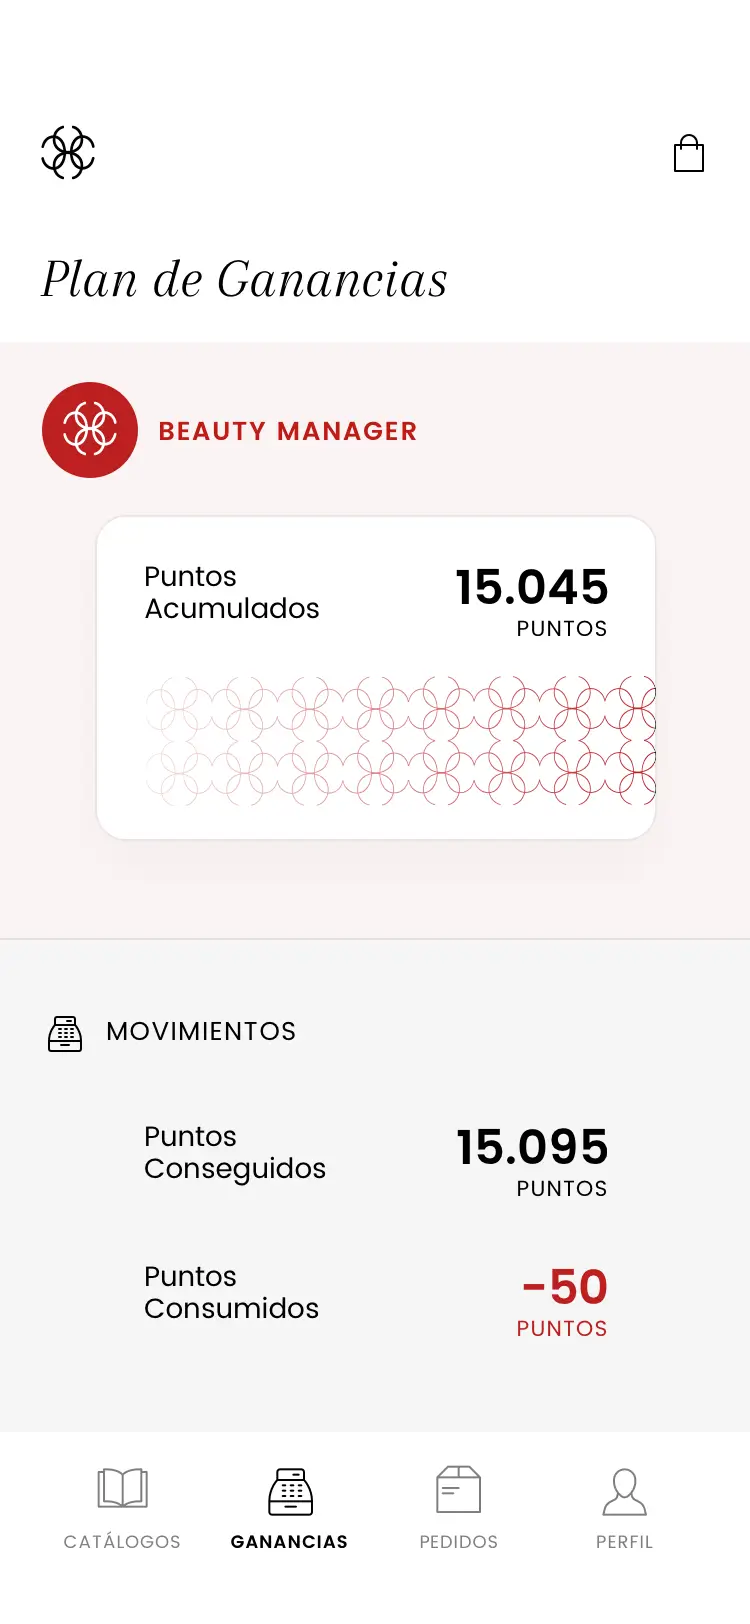 Plan de Ganancias
BEAUTY MANAGER
Puntos
Acumulados
15.045
PUNTOS
MOVIMIENTOS
Puntos
Conseguidos
15.095
PUNTOS
Puntos
Consumidos
-50
PUNTOS
CATÁLOGOS
GANANCIAS
PEDIDOS
PERFIL